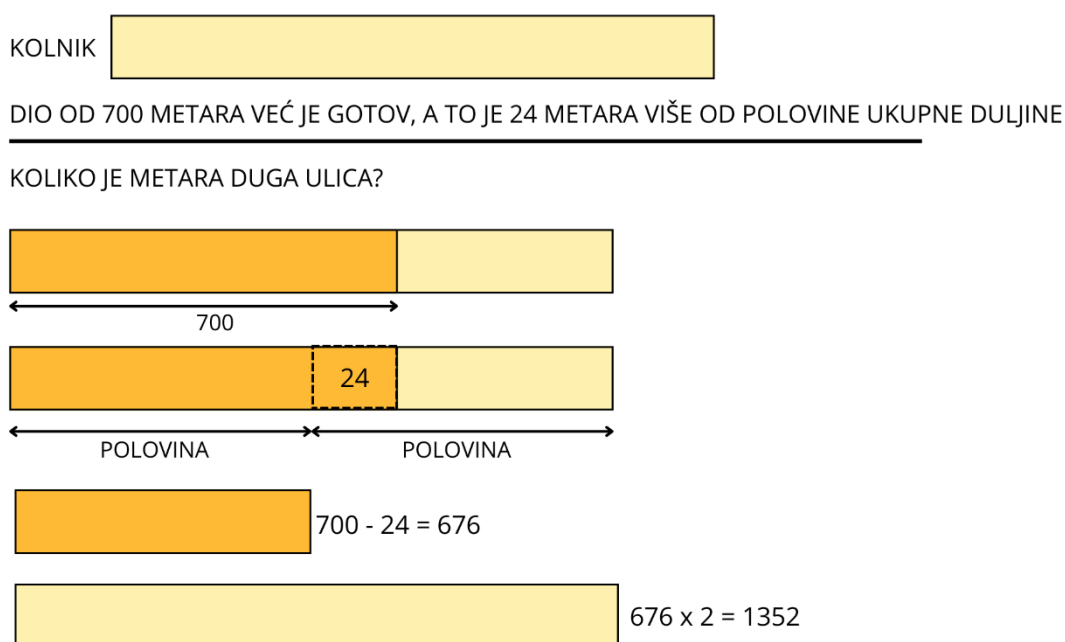 KOLNIK
DIO OD 700 METARA VEĆ JE GOTOV, A TO JE 24 METARA VIŠE OD POLOVINE UKUPNE DULJINE
KOLIKO JE METARA DUGA ULICA?
700
24
POLOVINA POLOVINA
700 - 24 = 676
676 x 2 = 1352